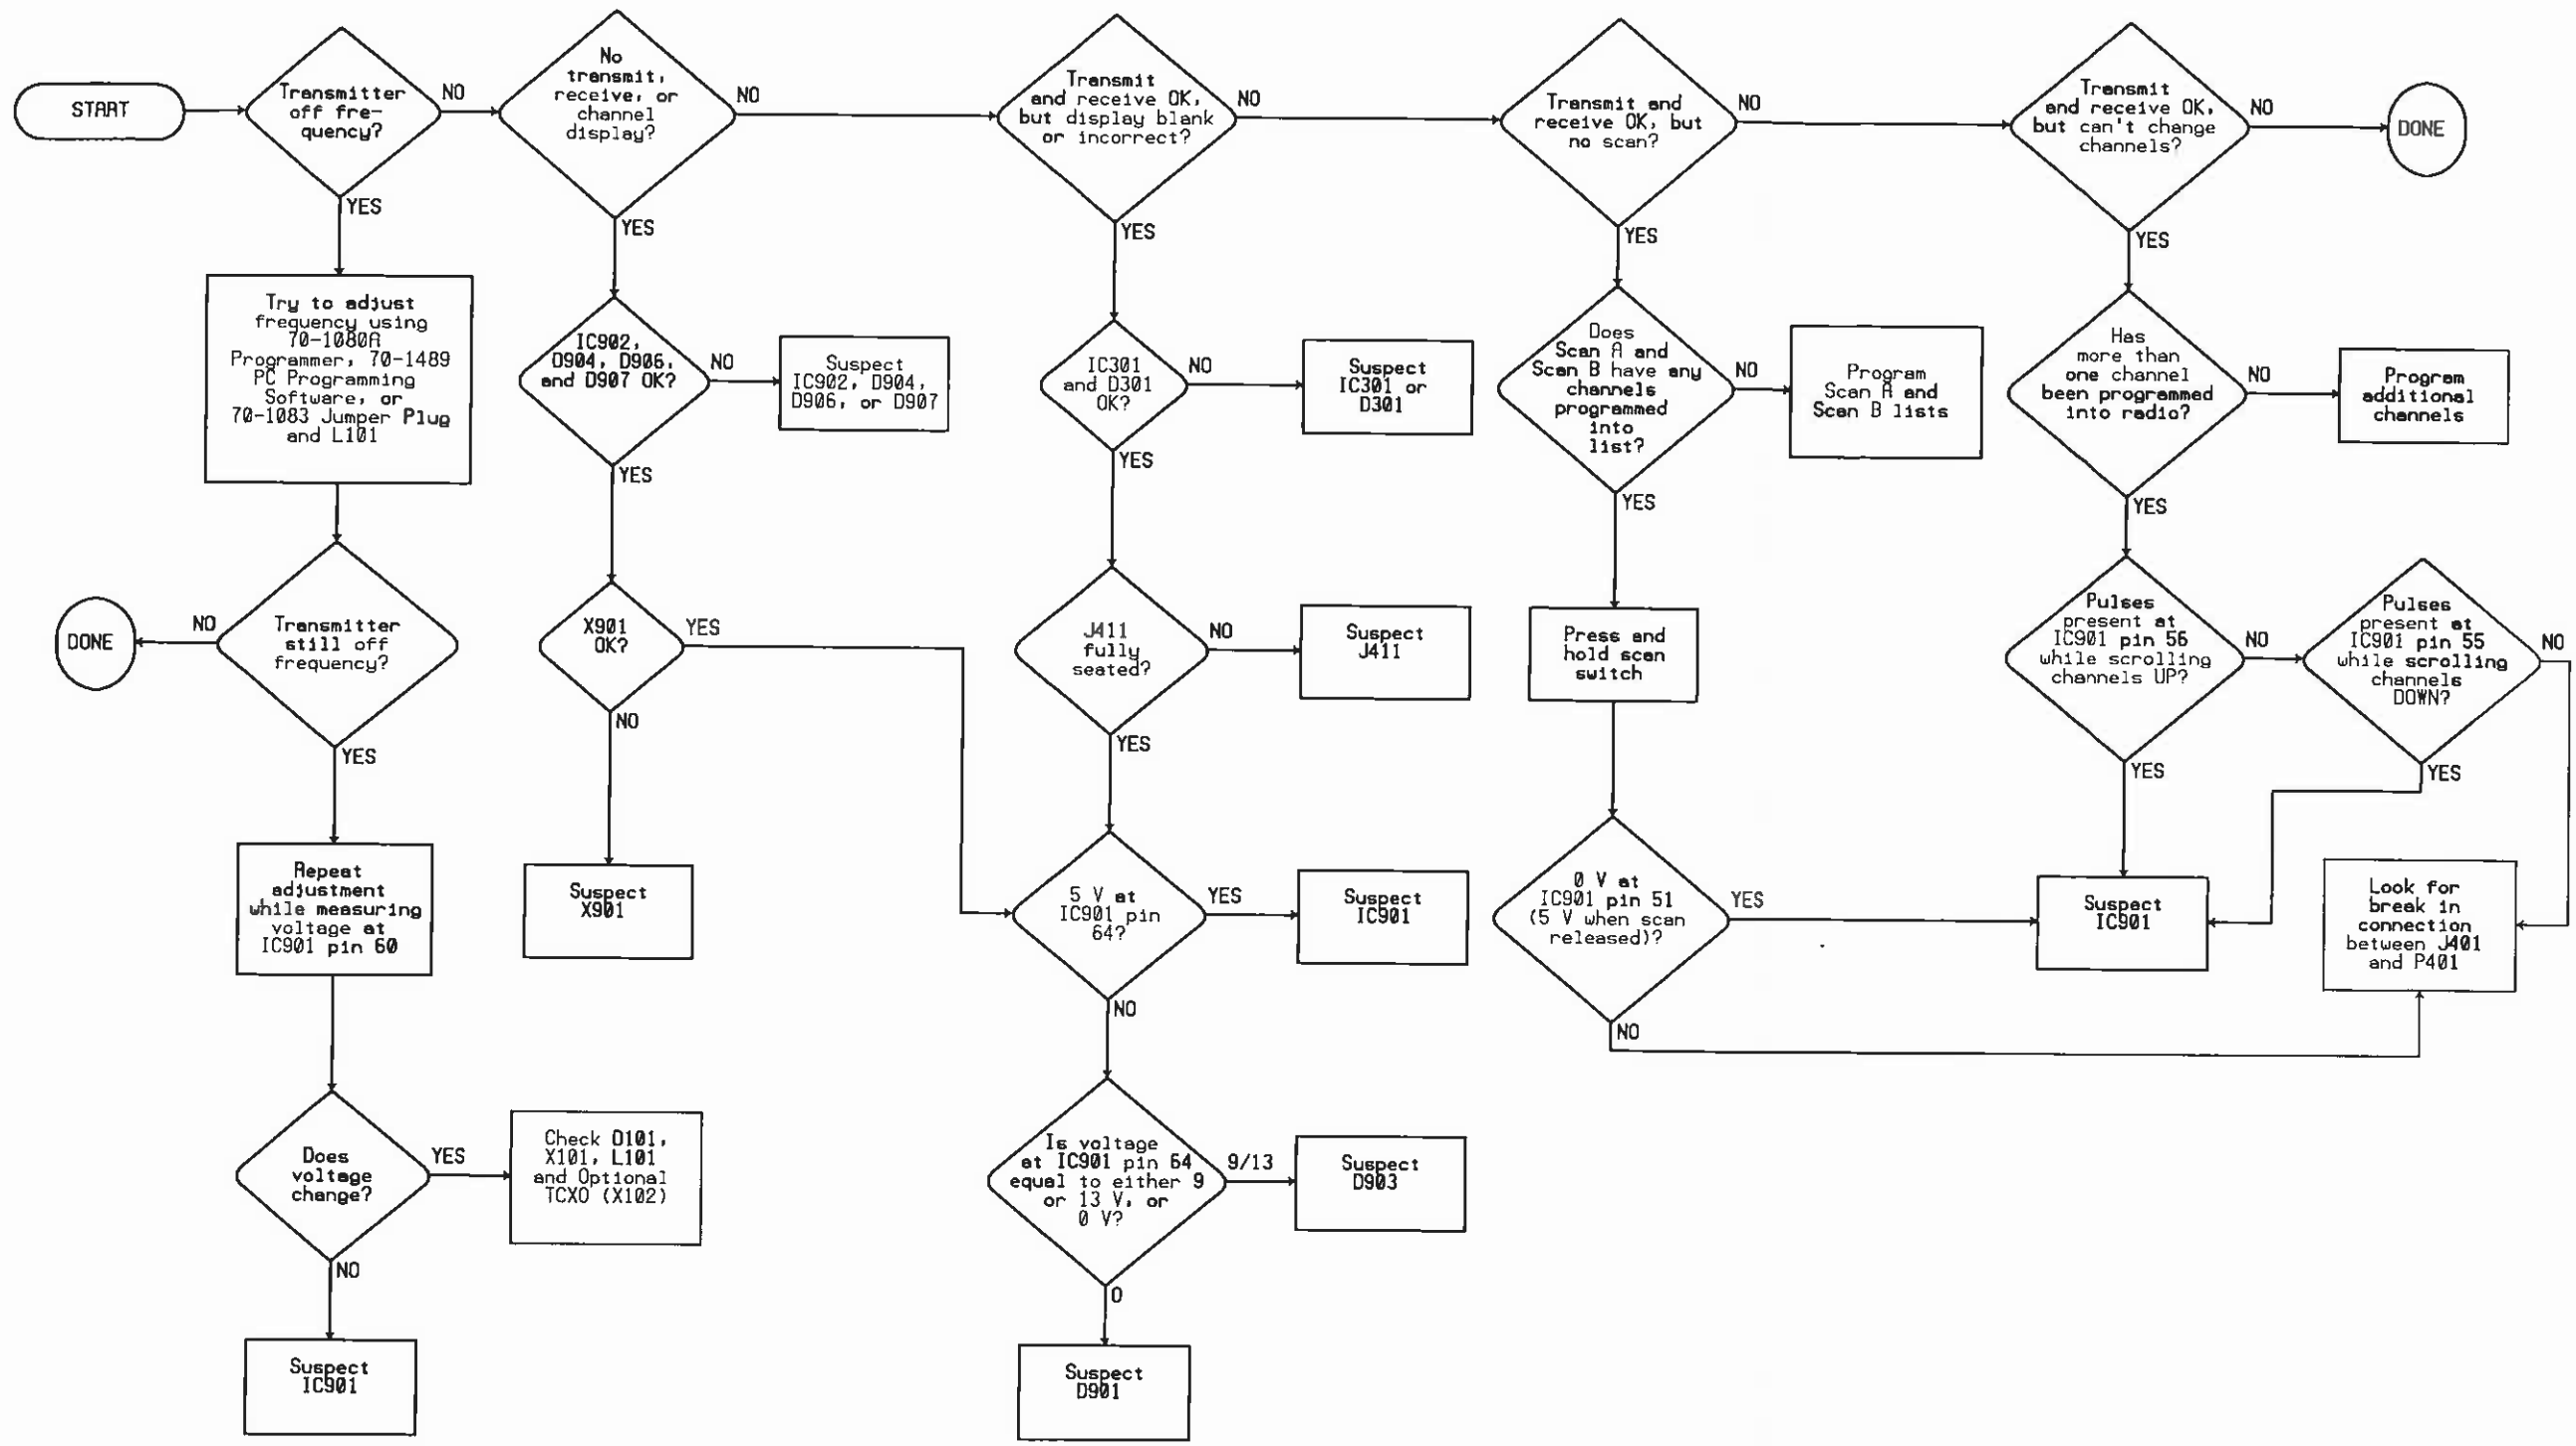 START
Transmitter
off fre-
quency?
NO
YES
No
transmit,
receive, or
channel
display?
NO
YES
Transmit
and receive OK,
but display blank
or incorrect?
NO
YES
Transmit and
receive OK, but
no scan?
NO
YES
Transmit
and receive OK,
but can't change
channels?
NO
YES
DONE
Try to adjust
frequency using
70-1080A
Programmer, 70-1489
PC Programming
Software, or
70-1083 Jumper Plug
and L101
IC902,
D904, D906,
and D907 OK?
NO
YES
Suspect
IC902, D904,
D906, or D907
IC301
and D301
OK?
NO
YES
Suspect
IC301 or
D301
Does
Scan A and
Scan B have any
channels
programmed
into
list?
NO
YES
Program
Scan A and
Scan B lists
Has
more than
one channel
been programmed
into radio?
NO
YES
Program
additional
channels
DONE
NO
Transmitter
still off
frequency?
YES
X901
OK?
YES
NO
J411
fully
seated?
NO
YES
Suspect
J411
Press and
hold scan
switch
Pulses
present at
IC901 pin 56
while scrolling
channels UP?
NO
YES
Pulses
present at
IC901 pin 55
while scrolling
channels
DOWN?
NO
YES
Repeat
adjustment
while measuring
voltage at
IC901 pin 60
Suspect
X901
5 V at
IC901 pin
64?
YES
NO
Suspect
IC901
0 V at
IC901 pin 51
(5 V when scan
released)?
YES
NO
Suspect
IC901
Look for
break in
connection
between J401
and P401
Does
voltage
change?
YES
NO
Check D101,
X101, L101
and Optional
TCXO (X102)
Is voltage
at IC901 pin 64
equal to either 9
or 13 V, or
0 V?
9/13
0
Suspect
D903
Suspect
IC901
Suspect
D901